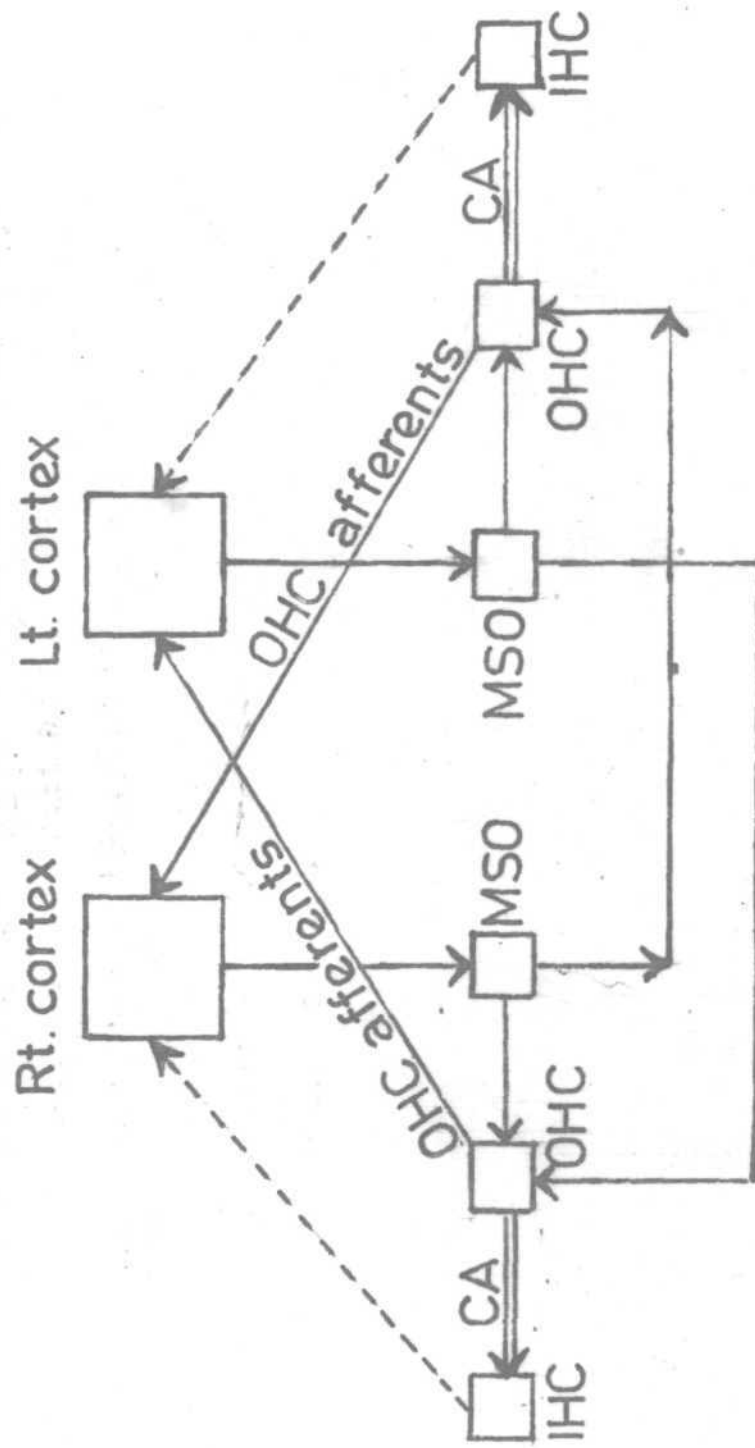 Rt. cortex
Lt. cortex
OHC afferents
OHC afferents
CA
CA
IHC
OHC
MSO
MSO
OHC
IHC